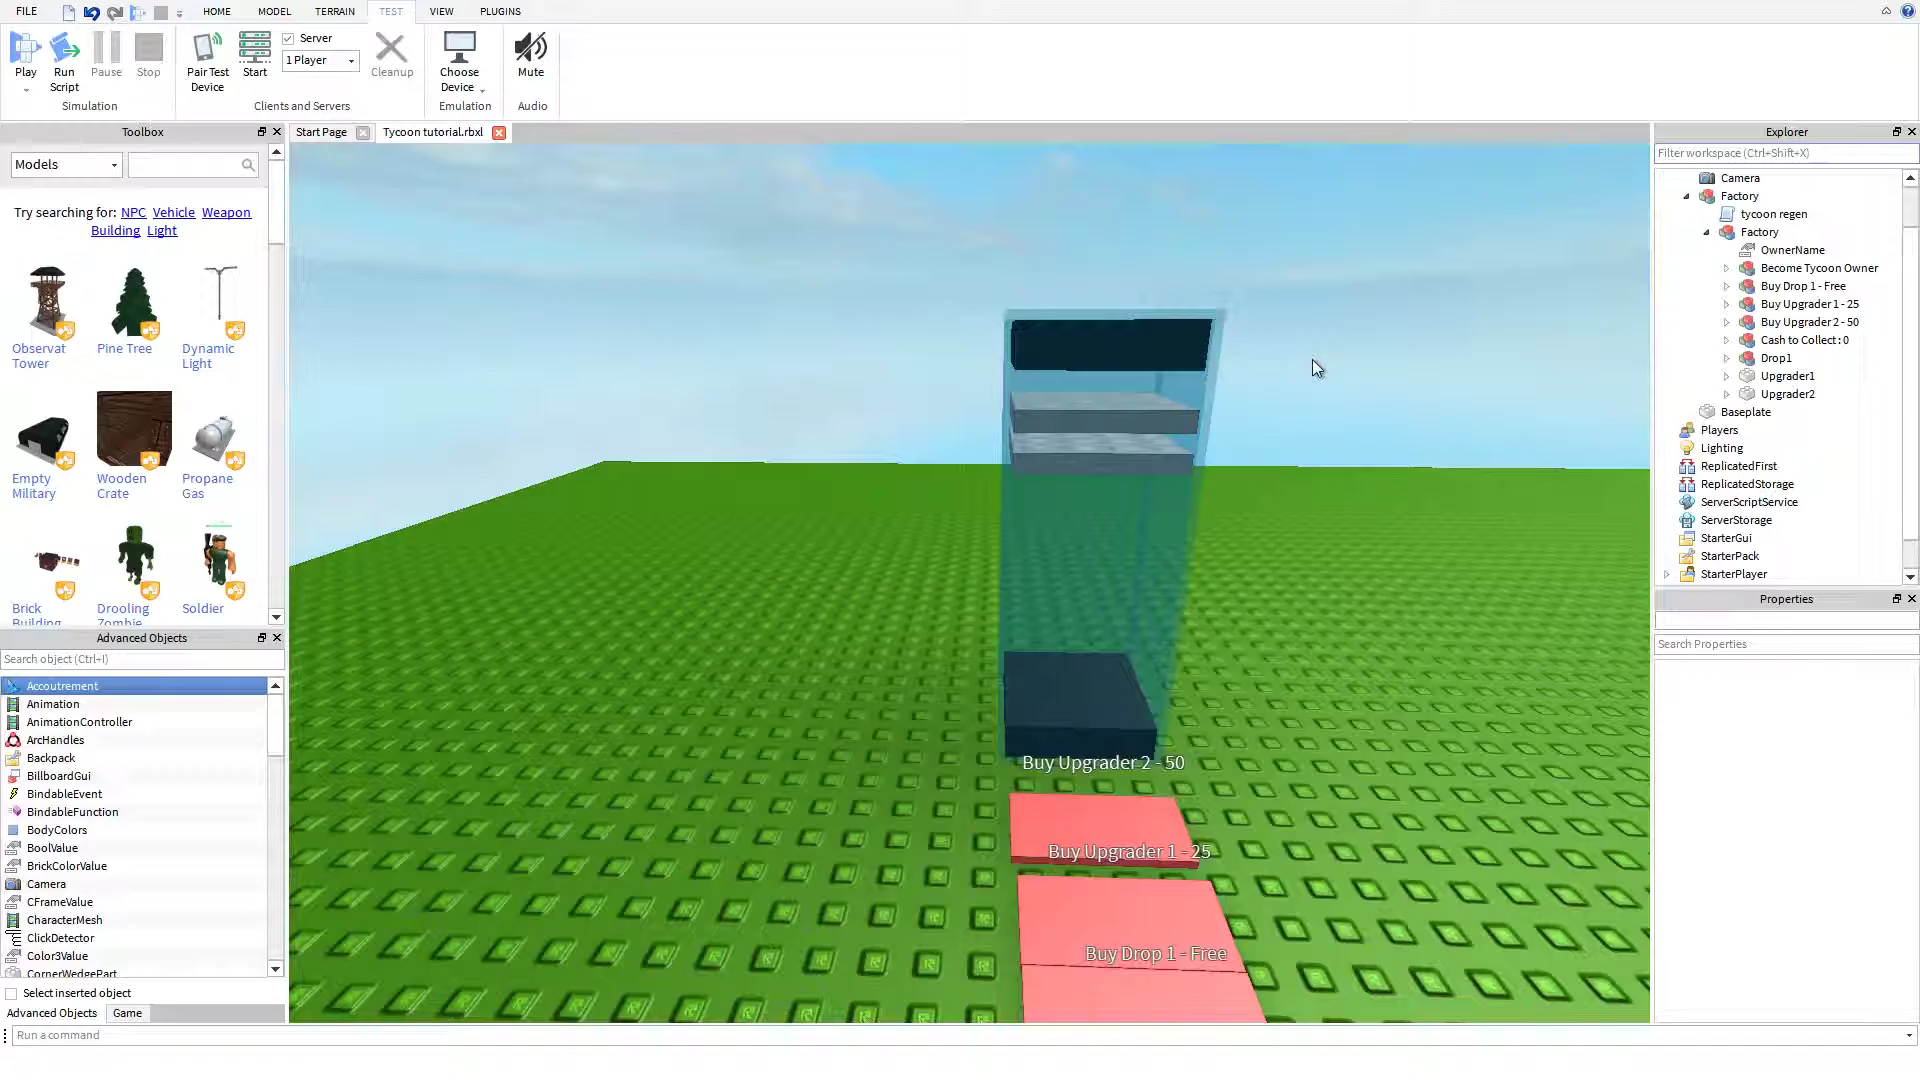 FILE HOME MODEL TERRAIN TEST VIEW PLUGINS
Play
Run
Script
Pause
Stop
Pair Test
Device
Start
Server
1 Player
Cleanup
Choose
Device
Mute
Simulation
Clients and Servers
Emulation
Audio
Toolbox
Start Page
Tycoon tutorial.rbxl
Models
Try searching for: NPC Vehicle Weapon
Building Light
Observat
Tower
Pine Tree
Dynamic
Light
Empty
Military
Wooden
Crate
Propane
Gas
Brick
Building
Drooling
Zombie
Soldier
Advanced Objects
Search object (Ctrl+I)
Accoutrement
Animation
AnimationController
ArcHandles
Backpack
BillboardGui
BindableEvent
BindableFunction
BodyColors
BoolValue
BrickColorValue
Camera
CFrameValue
CharacterMesh
ClickDetector
Color3Value
CornerWedgePart
Select inserted object
Advanced Objects
Game
Run a command
Buy Upgrader 2 - 50
Buy Upgrader 1 - 25
Buy Drop 1 - Free
Explorer
Filter workspace (Ctrl+Shift+X)
Camera
Factory
tycoon regen
Factory
OwnerName
Become Tycoon Owner
Buy Drop 1 - Free
Buy Upgrader 1 - 25
Buy Upgrader 2 - 50
Cash to Collect : 0
Drop1
Upgrader1
Upgrader2
Baseplate
Players
Lighting
ReplicatedFirst
ReplicatedStorage
ServerScriptService
ServerStorage
StarterGui
StarterPack
StarterPlayer
Properties
Search Properties